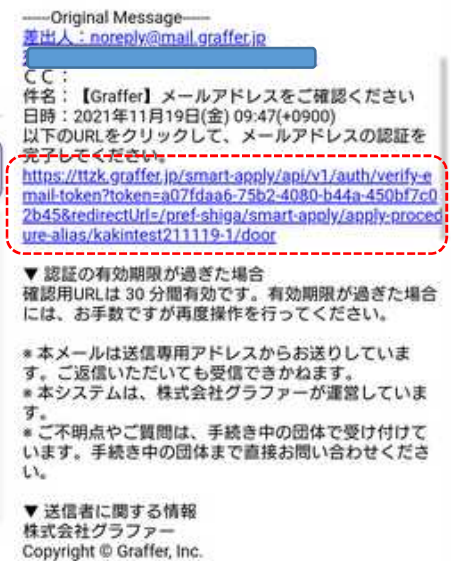 -----Original Message-----
差出人：noreply@mail.graffer.jp
CC：
件名：【Graffer】メールアドレスをご確認ください
日時：2021年11月19日(金) 09:47(+0900)
以下のURLをクリックして、メールアドレスの認証を
完了してください。
https://ttzk.graffer.jp/smart-apply/api/v1/auth/verify-e
mail-token?token=a07fdaa6-75b2-4080-b44a-450bf7c0
2b45&redirectUrl=/pref-shiga/smart-apply/apply-proced
ure-alias/kakintest211119-1/door
▼ 認証の有効期限が過ぎた場合
確認用URLは 30 分間有効です。有効期限が過ぎた場合
には、お手数ですが再度操作を行ってください。
※本メールは送信専用アドレスからお送りしていま
す。ご返信いただいても受信できかねます。
※本システムは、株式会社グラファーが運営していま
す。
※ご不明点やご質問は、手続き中の団体で受け付けて
います。手続き中の団体まで直接お問い合わせくださ
い。
▼ 送信者に関する情報
株式会社グラファー
Copyright © Graffer, Inc.